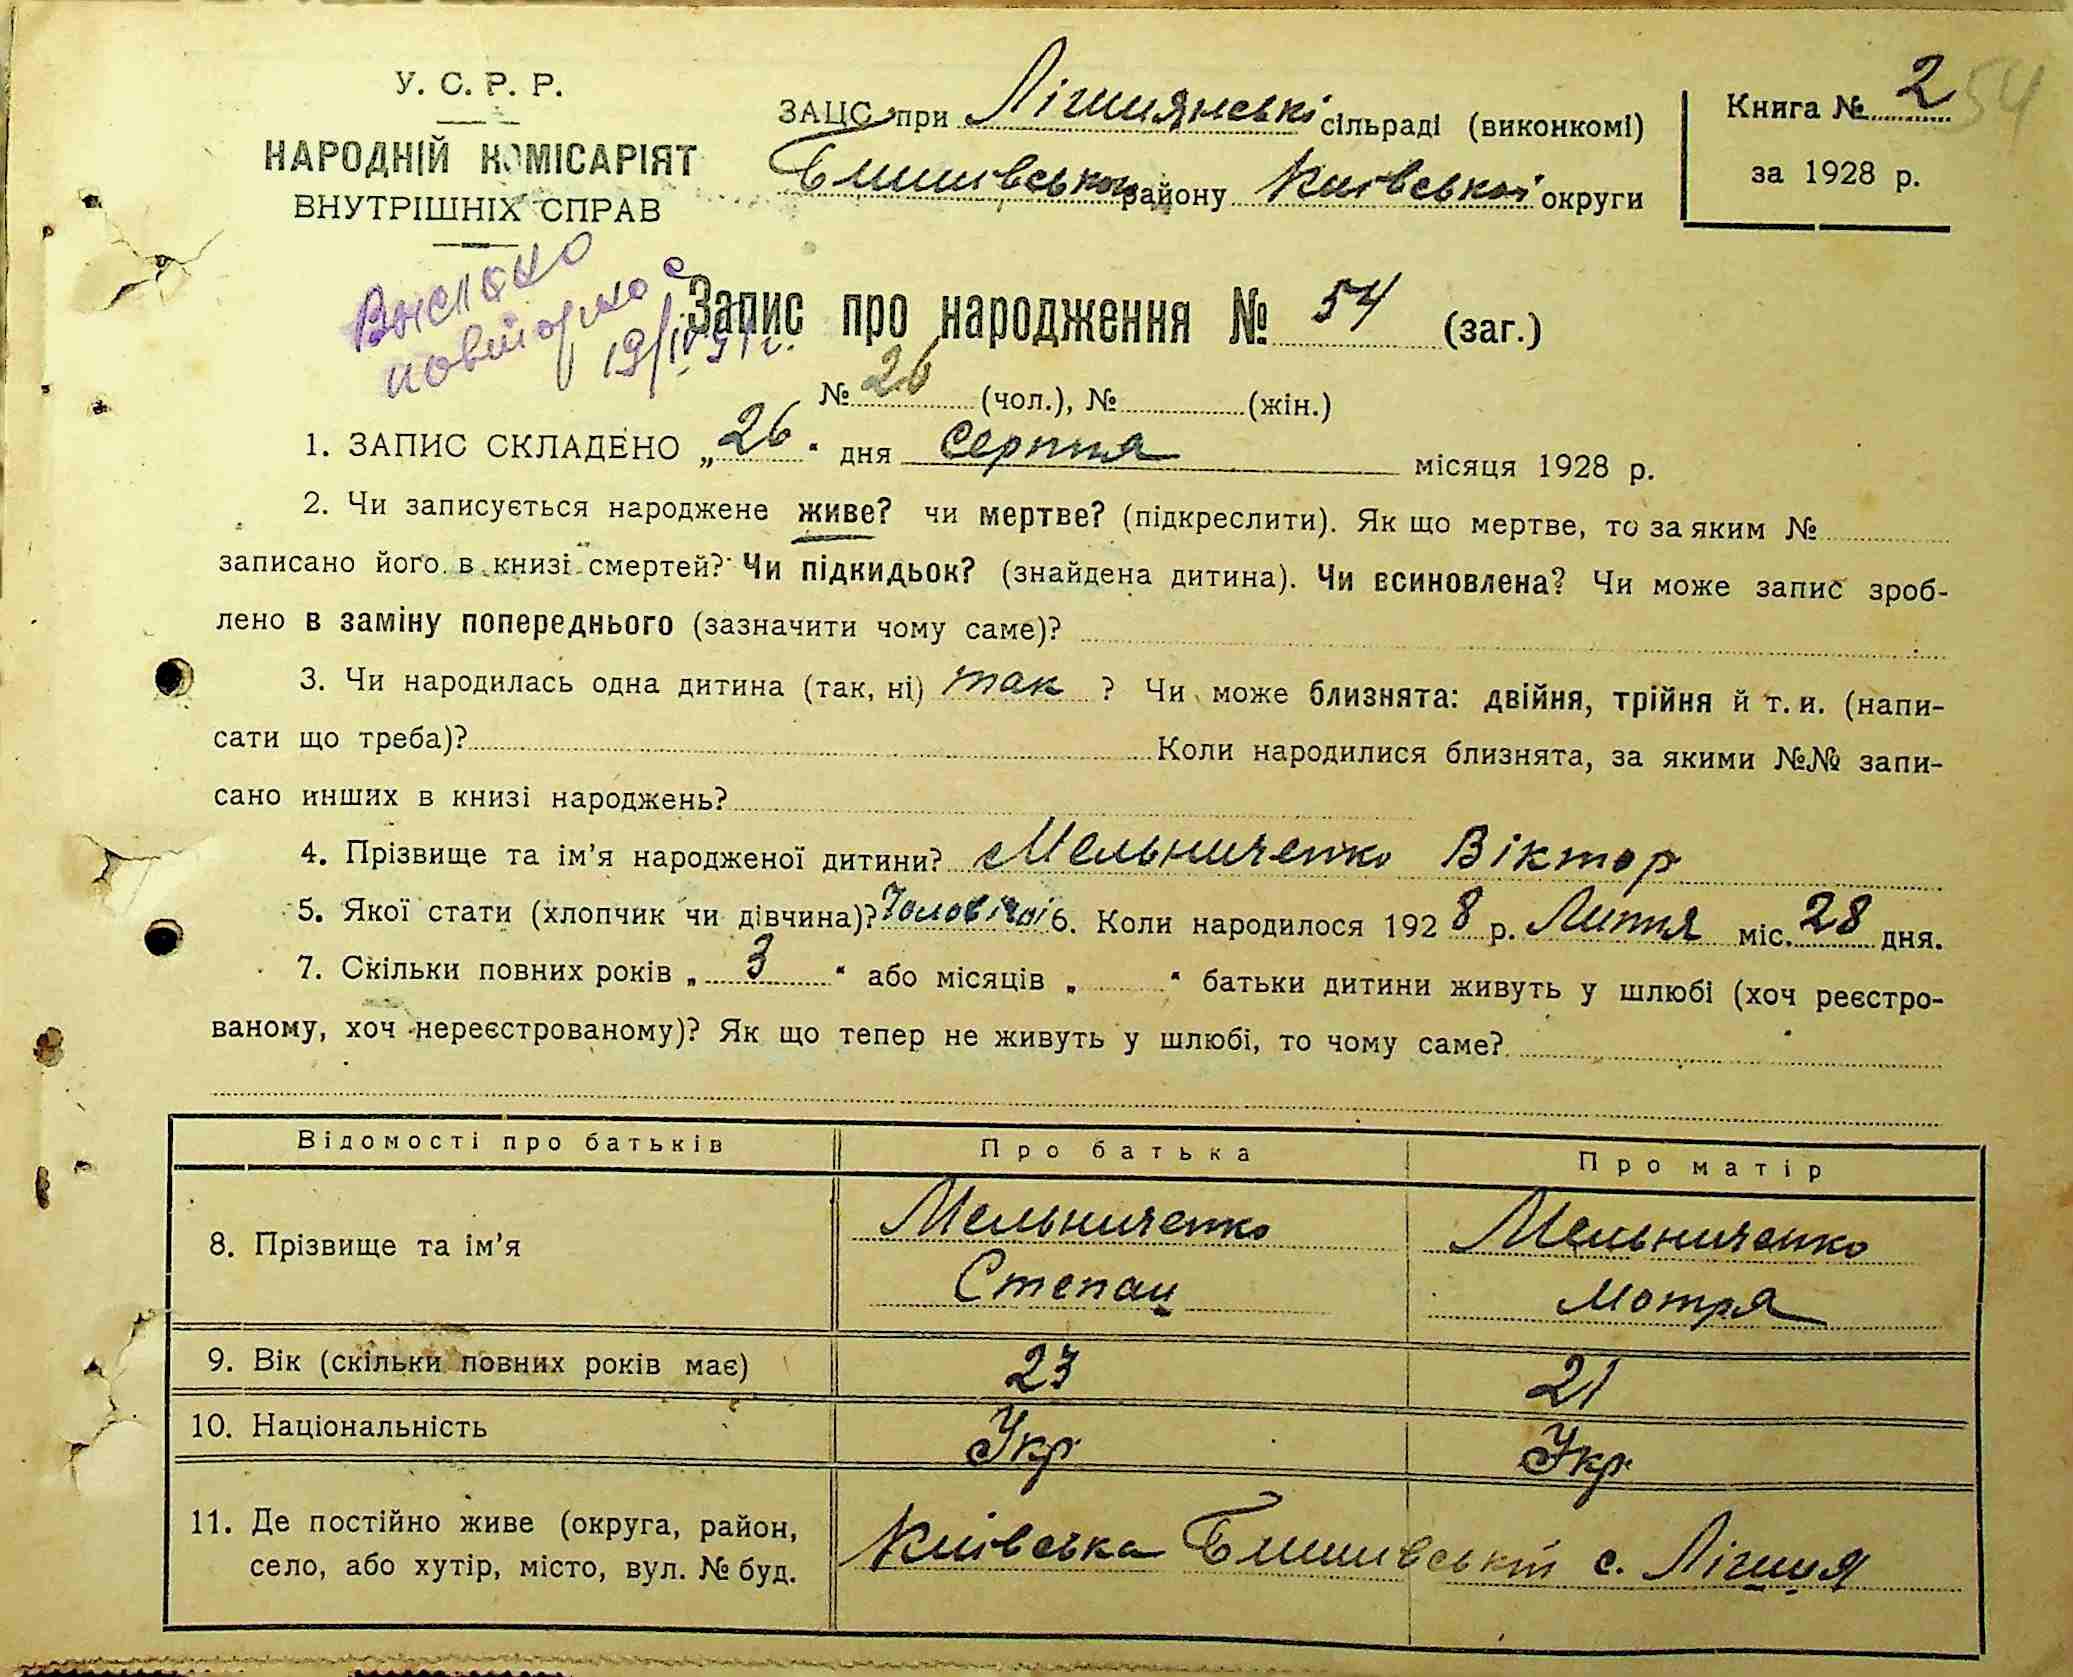 У. С. Р. Р.
НАРОДНІЙ КОМІСАРІЯТ
ВНУТРІШНІХ СПРАВ
ЗАЦС при сільраді (виконкомі)
району Київської округи
Книга № 2 54
за 1928 р.
Выслано
повторно с
19/IV
Запис про народження № 54 (заг.)
№ 26 (чол.), № (жін.)
1. ЗАПИС СКЛАДЕНО „26“ дня серпня місяця 1928 р.
2. Чи записується народжене живе? чи мертве? (підкреслити). Як що мертве, то за яким №
записано його в книзі смертей? Чи підкидьок? (знайдена дитина). Чи всиновлена? Чи може запис зроб-
лено в заміну попереднього (зазначити чому саме)?
3. Чи народилась одна дитина (так, ні) так ? Чи може близнята: двійня, трійня й т. и. (напи-
сати що треба)? Коли народилися близнята, за якими №№ запи-
сано инших в книзі народжень?
4. Прізвище та ім’я народженої дитини? Мельниченко Віктор
5. Якої стати (хлопчик чи дівчина)? Чоловічої 6. Коли народилося 1928 р. Липня міс. 28 дня.
7. Скільки повних років „3“ або місяців „ “ батьки дитини живуть у шлюбі (хоч реєстро-
ваному, хоч нереєстрованому)? Як що тепер не живуть у шлюбі, то чому саме?
Відомості про батьків Про батька Про матір
8. Прізвище та ім’я Мельниченко Мельниченко
Степан Мотря
9. Вік (скільки повних років має) 23 21
10. Національність Укр Укр
11. Де постійно живе (округа, район,
село, або хутір, місто, вул. № буд. Київська с.